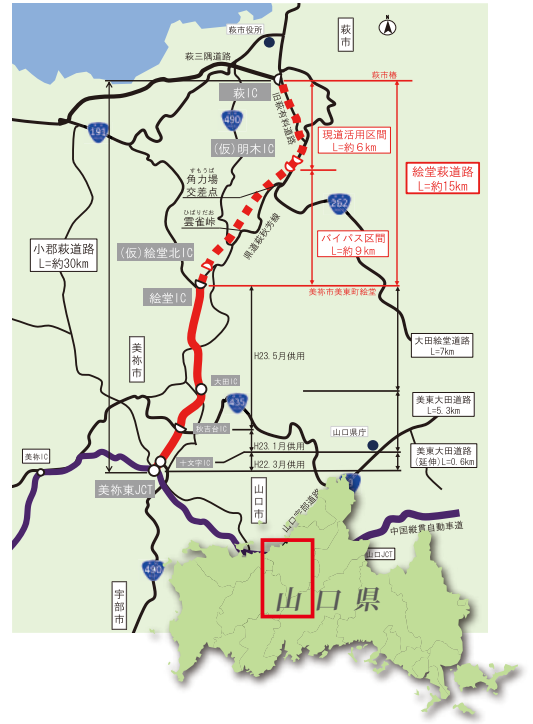 萩市役所
萩市
N
萩三隅道路
萩市椿
萩IC
490
旧萩有料道路
191
(仮)明木IC
現道活用区間
L=約6km
すもうば
角力場
交差点
絵堂萩道路
L=約15km
262
ひばりだお
雲雀峠
県道萩秋芳線
バイパス区間
L=約9km
小郡萩道路
L=約30km
(仮)絵堂北IC
絵堂IC
美祢市美東町絵堂
大田絵堂道路
L=7km
美祢市
H23.5月供用
大田IC
435
美東大田道路
L=5.3km
秋吉台IC
山口県庁
H23.1月供用
美祢IC
十文字IC
H22.3月供用
美東大田道路
(延伸)L=0.6km
美祢東JCT
山口市
山口宇部道路
中国縦貫自動車道
山口JCT
490
宇部市
山口県